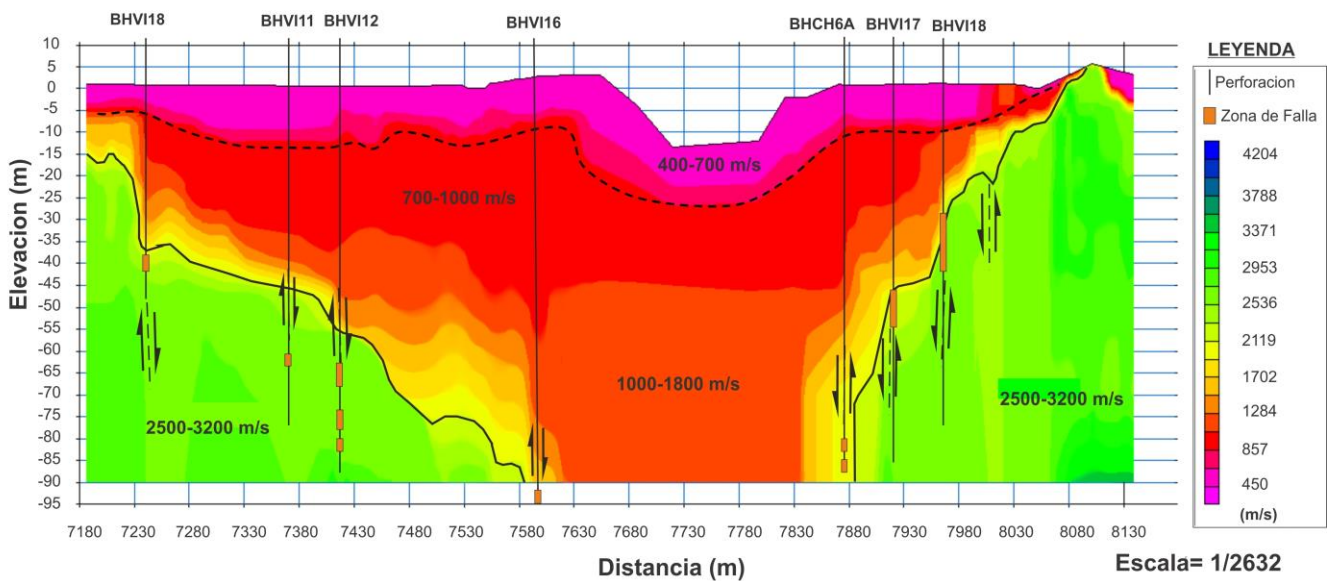 BHVI18 BHVI11 BHVI12 BHVI16 BHCH6A BHVI17 BHVI18
LEYENDA
Perforacion
Zona de Falla
4204
3788
3371
2953
2536
2119
1702
1284
857
450
(m/s)
Elevacion (m)
10
5
0
-5
-10
-15
-20
-25
-30
-35
-40
-45
-50
-55
-60
-65
-70
-75
-80
-85
-90
-95
400-700 m/s
700-1000 m/s
1000-1800 m/s
2500-3200 m/s
2500-3200 m/s
7180 7230 7330 7380 7430 7480 7530 7580 7630 7680 7730 7780 7830 7880 7930 7980 8030 8080 8130
Distancia (m)
Escala= 1/2632